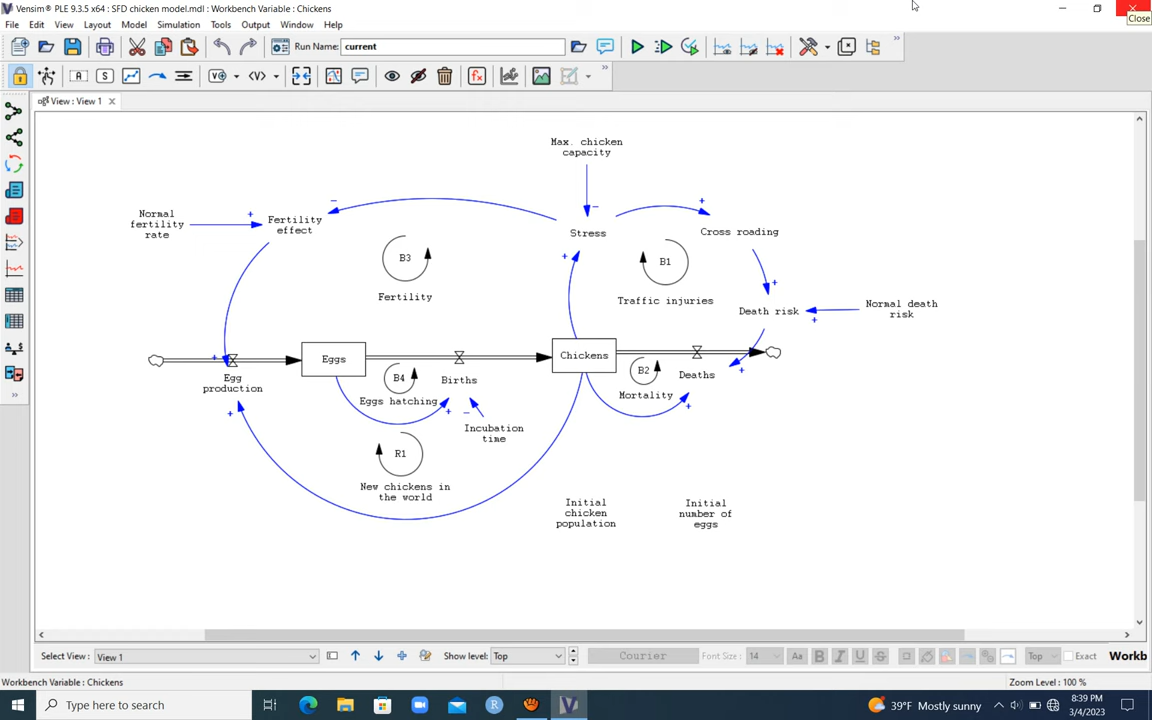 Vensim® PLE 9.3.5 x64 : SFD chicken model.mdl : Workbench Variable : Chickens
Close
File Edit View Layout Model Simulation Tools Output Window Help
Run Name: current
View : View 1
Max. chicken
capacity
Normal
fertility
rate
Fertility
effect
Stress
Cross roading
B3
B1
Fertility
Traffic injuries
Death risk
Normal death
risk
Eggs
Chickens
Egg
production
B4
Births
Eggs hatching
B2
Deaths
Mortality
Incubation
time
R1
New chickens in
the world
Initial
chicken
population
Initial
number of
eggs
Select View: View 1 Show level: Top Courier Font Size: 14 Aa B I U S Top Exact Workb
Workbench Variable : Chickens Zoom Level: 100 %
Type here to search
39°F Mostly sunny
8:39 PM
3/4/2023